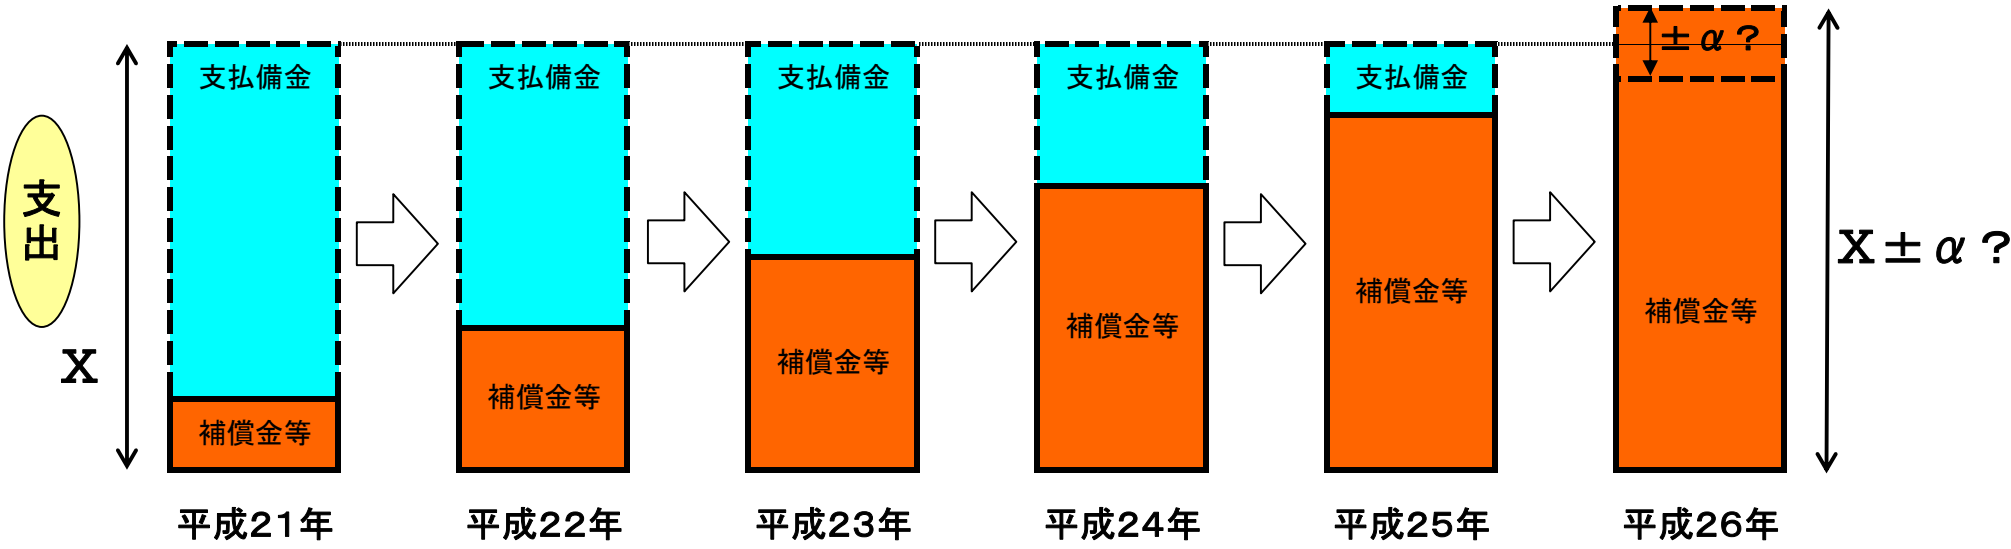 支払備金
支払備金
支払備金
支払備金
支払備金
±α？
支出
X
補償金等
補償金等
補償金等
補償金等
補償金等
補償金等
X±α？
平成21年
平成22年
平成23年
平成24年
平成25年
平成26年